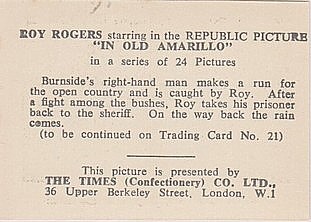 ROY ROGERS starring in the REPUBLIC PICTURE
"IN OLD AMARILLO"
in a series of 24 Pictures
Burnside's right-hand man makes a run for
the open country and is caught by Roy. After
a fight among the bushes, Roy takes his prisoner
back to the sheriff. On the way back the rain
comes.
(to be continued on Trading Card No. 21)
This picture is presented by
THE TIMES (Confectionery) CO. LTD.,
36 Upper Berkeley Street, London, W.1